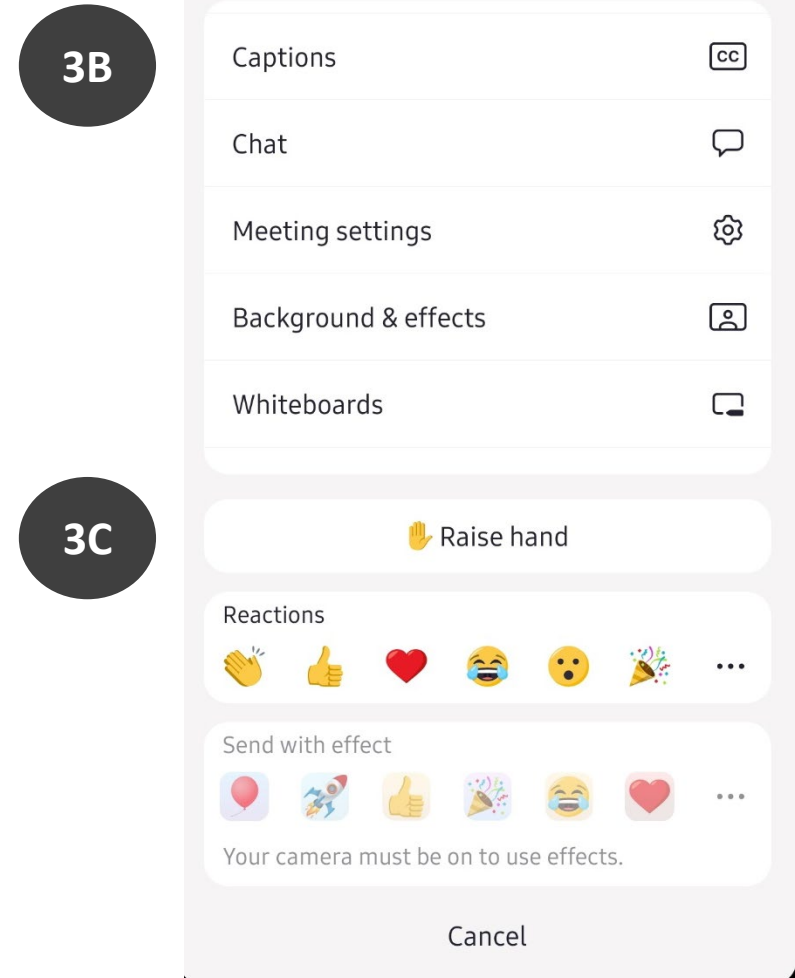 3B
Captions
CC
Chat
Meeting settings
Background & effects
Whiteboards
3C
Raise hand
Reactions
Send with effect
Your camera must be on to use effects.
Cancel